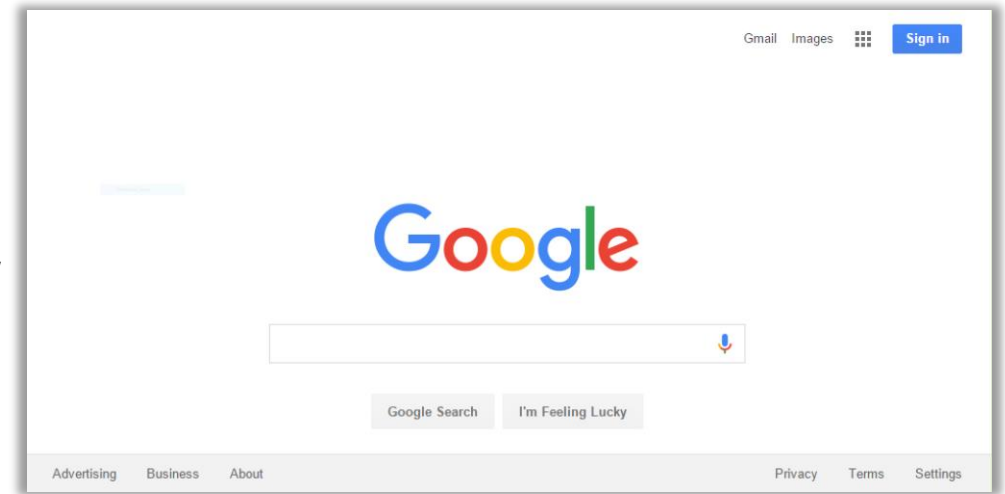 Gmail Images Sign in
Google
Google Search I'm Feeling Lucky
Advertising Business About Privacy Terms Settings